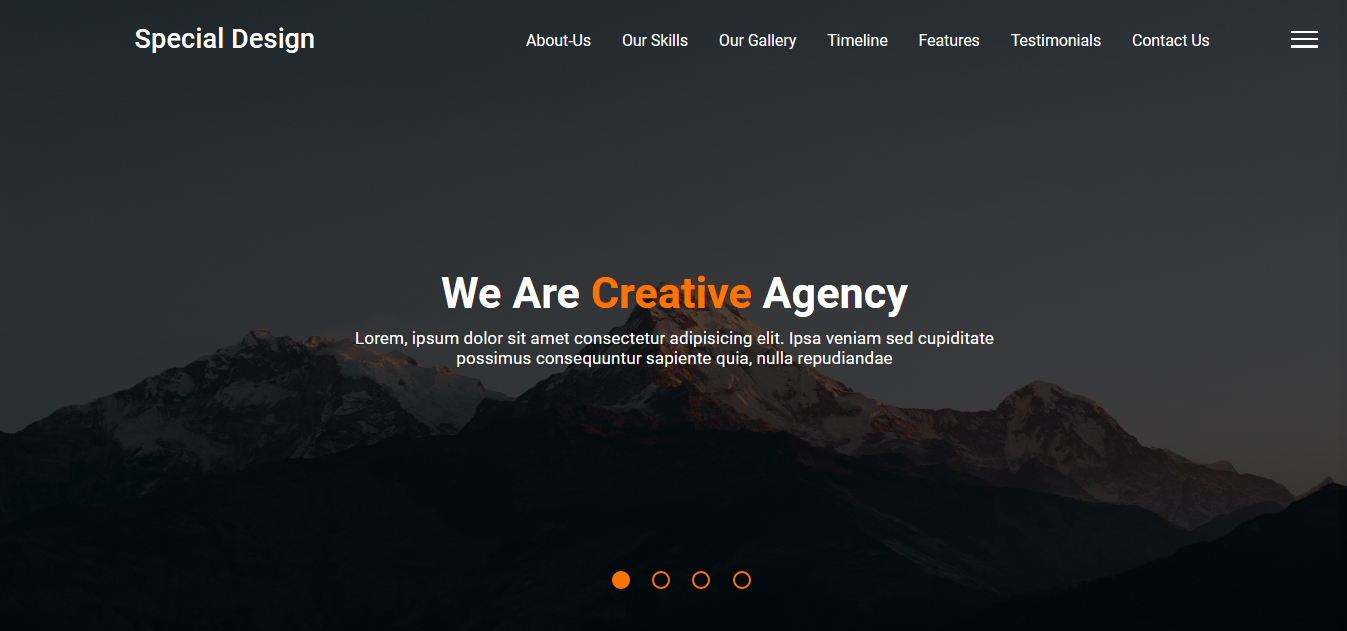 Special Design
About-Us Our Skills Our Gallery Timeline Features Testimonials Contact Us
We Are Creative Agency
Lorem, ipsum dolor sit amet consectetur adipisicing elit. Ipsa veniam sed cupiditate
possimus consequuntur sapiente quia, nulla repudiandae